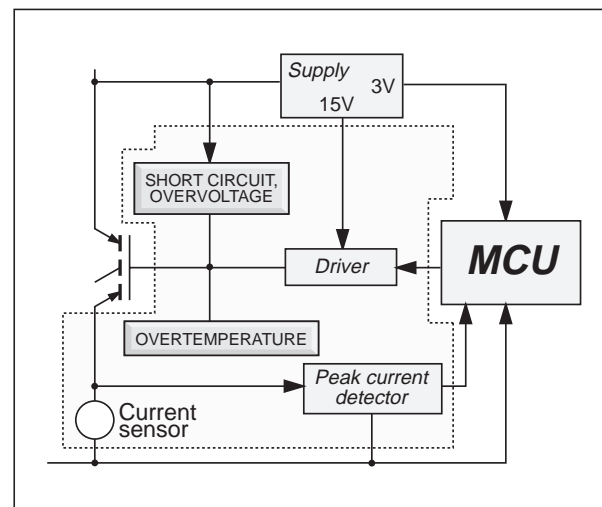 Supply
3V
15V
SHORT CIRCUIT,
OVERVOLTAGE
Driver
MCU
OVERTEMPERATURE
Peak current
detector
Current
sensor